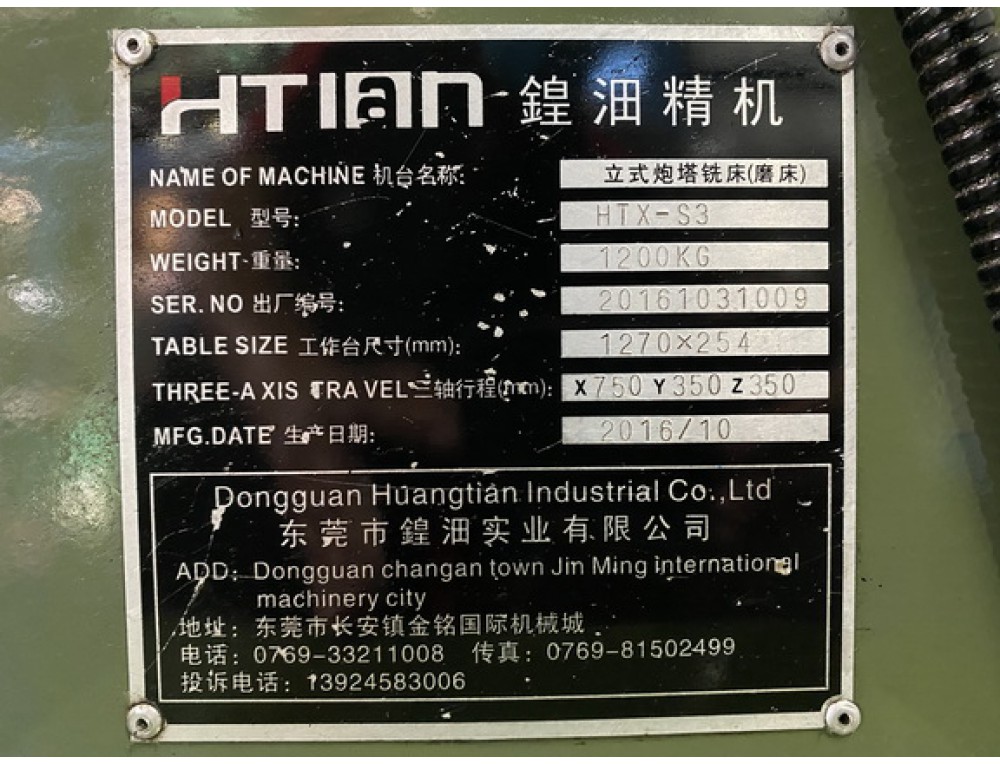 HTIAN 鍠浀精机
NAME OF MACHINE 机台名称: 立式炮塔铣床(磨床)
MODEL 型号: HTX-S3
WEIGHT 重量: 1200KG
SER. NO 出厂编号: 20161031009
TABLE SIZE 工作台尺寸(mm): 1270×254
THREE-AXIS TRAVEL 三轴行程(mm): X750 Y350 Z350
MFG.DATE 生产日期: 2016/10
Dongguan Huangtian Industrial Co.,Ltd
东莞市鍠浀实业有限公司
ADD: Dongguan changan town Jin Ming international
machinery city
地址: 东莞市长安镇金铭国际机械城
电话: 0769-33211008 传真: 0769-81502499
投诉电话: 13924583006